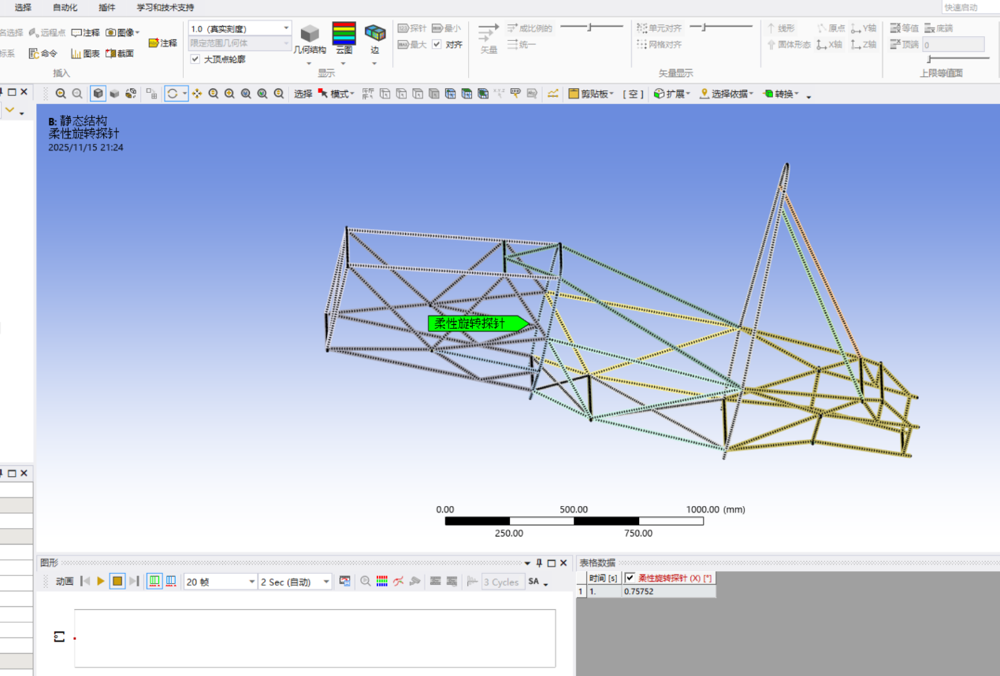 选择 自动化 插件 学习和技术支持
快速启动
名选择 远程点 注释 图像
1.0 (真实刻度)
探针 最小
成比例的
单元对齐
线形 原点 Y轴
等值 底端
注释
限定范围几何体
几何结构 云图 边
最大 对齐
矢量
统一
网格对齐
固体形态 X轴 Z轴
顶端 0
标系 命令 图表 截面
大顶点轮廓
插入
显示
矢量显示
上限等值面
选择 模式 剪贴板 [空] 扩展 选择依据 转换
B: 静态结构
柔性旋转探针
2025/11/15 21:24
柔性旋转探针
0.00 500.00 1000.00 (mm)
250.00 750.00
图形
表格数据
动画 20 帧 2 Sec (自动) 3 Cycles SA
时间 [s] 柔性旋转探针 (X) [°]
1 1. 0.75752
[°]